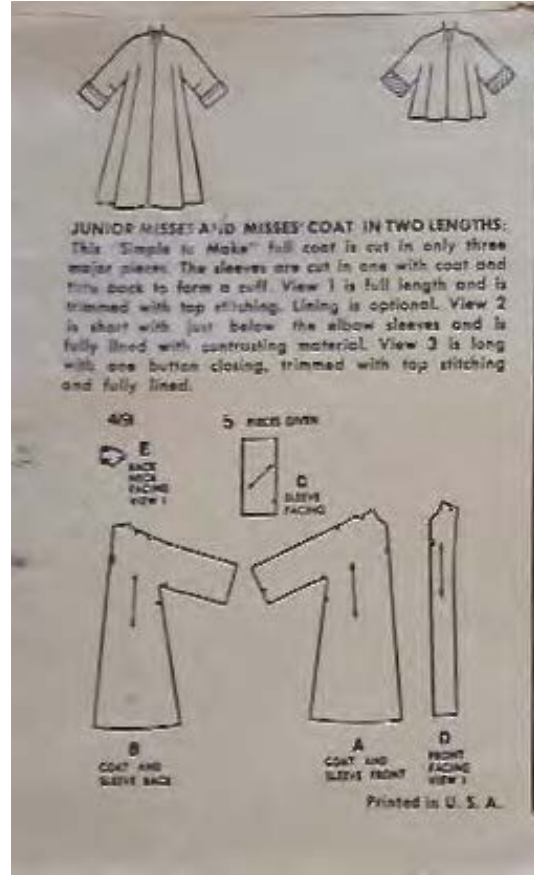 JUNIOR MISSES' AND MISSES' COAT IN TWO LENGTHS:
This "Simple to Make" full coat is cut in only three
major pieces. The sleeves are cut in one with coat and
turn back to form a cuff. View 1 is full length and is
trimmed with top stitching. Lining is optional. View 2
is short with just below the elbow sleeves and is
fully lined with contrasting material. View 3 is long
with one button closing, trimmed with top stitching
and fully lined.
5 PIECES GIVEN
E
BACK
NECK
FACING
VIEW 1
C
SLEEVE
FACING
B
COAT AND
SLEEVE BACK
A
COAT AND
SLEEVE FRONT
D
FRONT
FACING
VIEW 1
Printed in U. S. A.